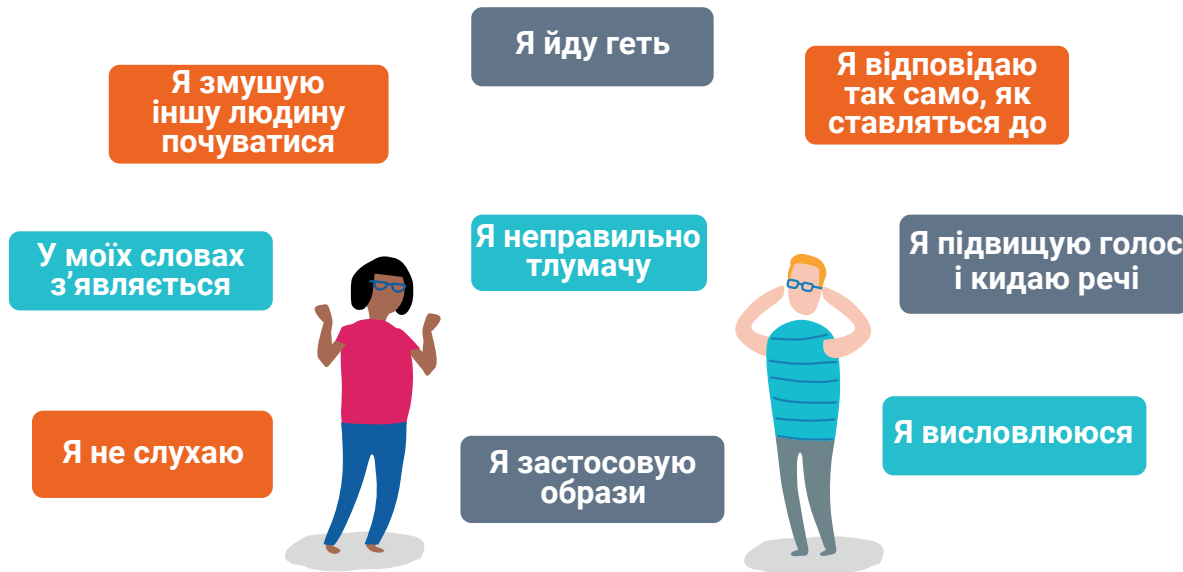 Я йду геть
Я змушую
іншу людину
почуватися
Я відповідаю
так само, як
ставляться до
У моїх словах
з’являється
Я неправильно
тлумачу
Я підвищую голос
і кидаю речі
Я не слухаю
Я застосовую
образи
Я висловлююся